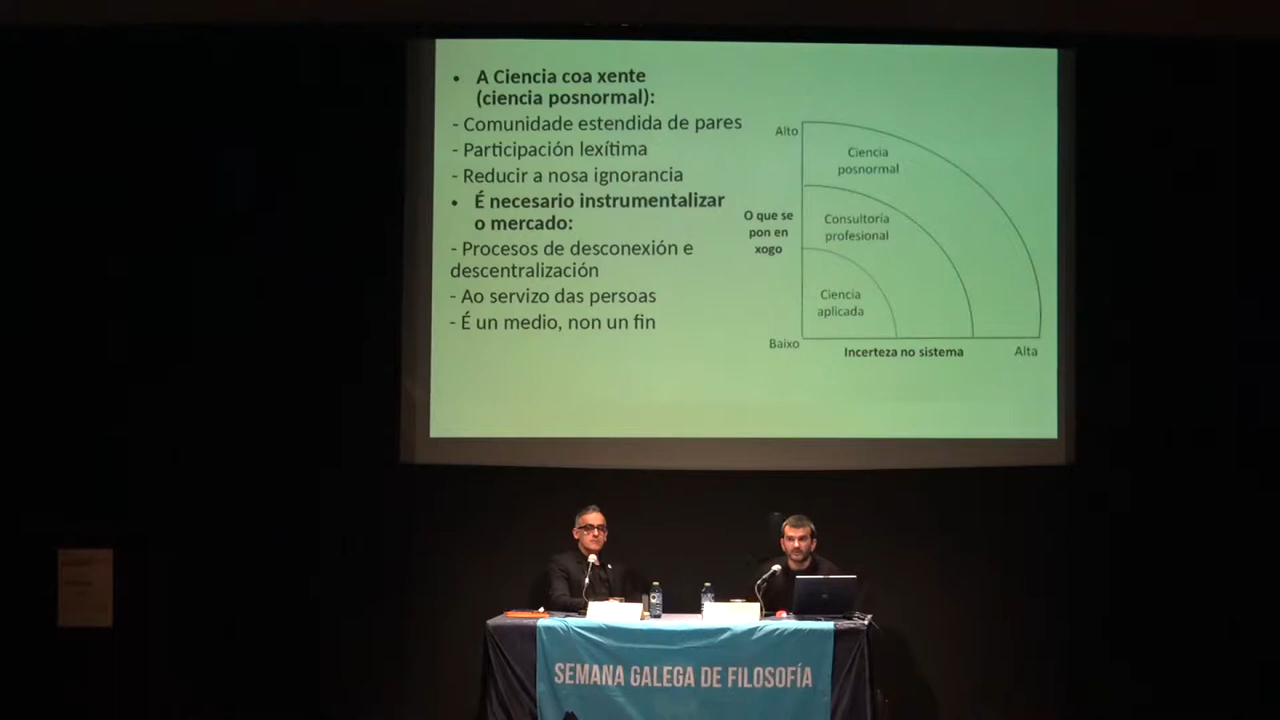 • A Ciencia coa xente
(ciencia posnormal):
- Comunidade estendida de pares
- Participación lexítima
- Reducir a nosa ignorancia
• É necesario instrumentalizar
o mercado:
- Procesos de desconexión e
descentralización
- Ao servizo das persoas
- É un medio, non un fin
Alto
Ciencia
posnormal
O que se
pon en
xogo
Consultoría
profesional
Ciencia
aplicada
Baixo
Incerteza no sistema
Alta
SEMANA GALEGA DE FILOSOFÍA